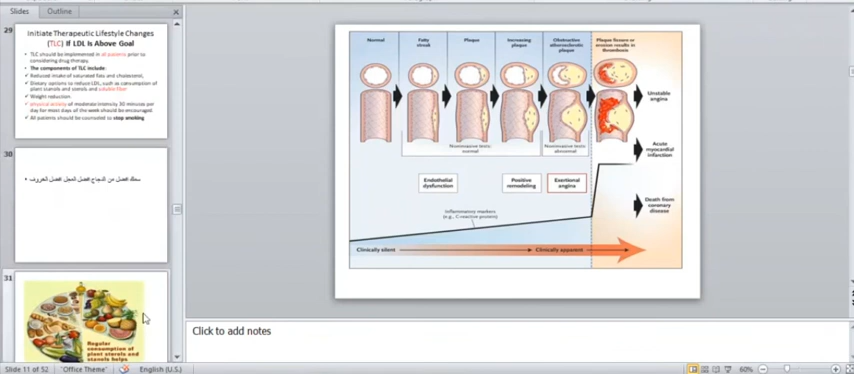 Slides
Outline
29
Initiate Therapeutic Lifestyle Changes
(TLC) If LDL Is Above Goal
• TLC should be implemented in all patients prior to
considering drug therapy.
• The components of TLC include:
✓ Reduced intake of saturated fats and cholesterol,
✓ Dietary options to reduce LDL, such as consumption of
plant stanols and sterols and soluble fiber
✓ Weight reduction.
✓ physical activity of moderate intensity 30 minutes per
day for most days of the week should be encouraged.
✓ All patients should be counseled to stop smoking
30
31
Regular
consumption of
plant sterols and
stanols helps
Normal
Fatty
streak
Plaque
Increasing
plaque
Obstructive
atherosclerotic
plaque
Plaque fissure or
erosion results in
thrombosis
Unstable
angina
Noninvasive tests:
normal
Noninvasive tests:
abnormal
Acute
myocardial
infarction
Endothelial
dysfunction
Positive
remodeling
Exertional
angina
Death from
coronary
disease
Inflammatory markers
(e.g., C-reactive protein)
Clinically silent
Clinically apparent
Click to add notes
Slide 11 of 52
"Office Theme"
English (U.S.)
60%